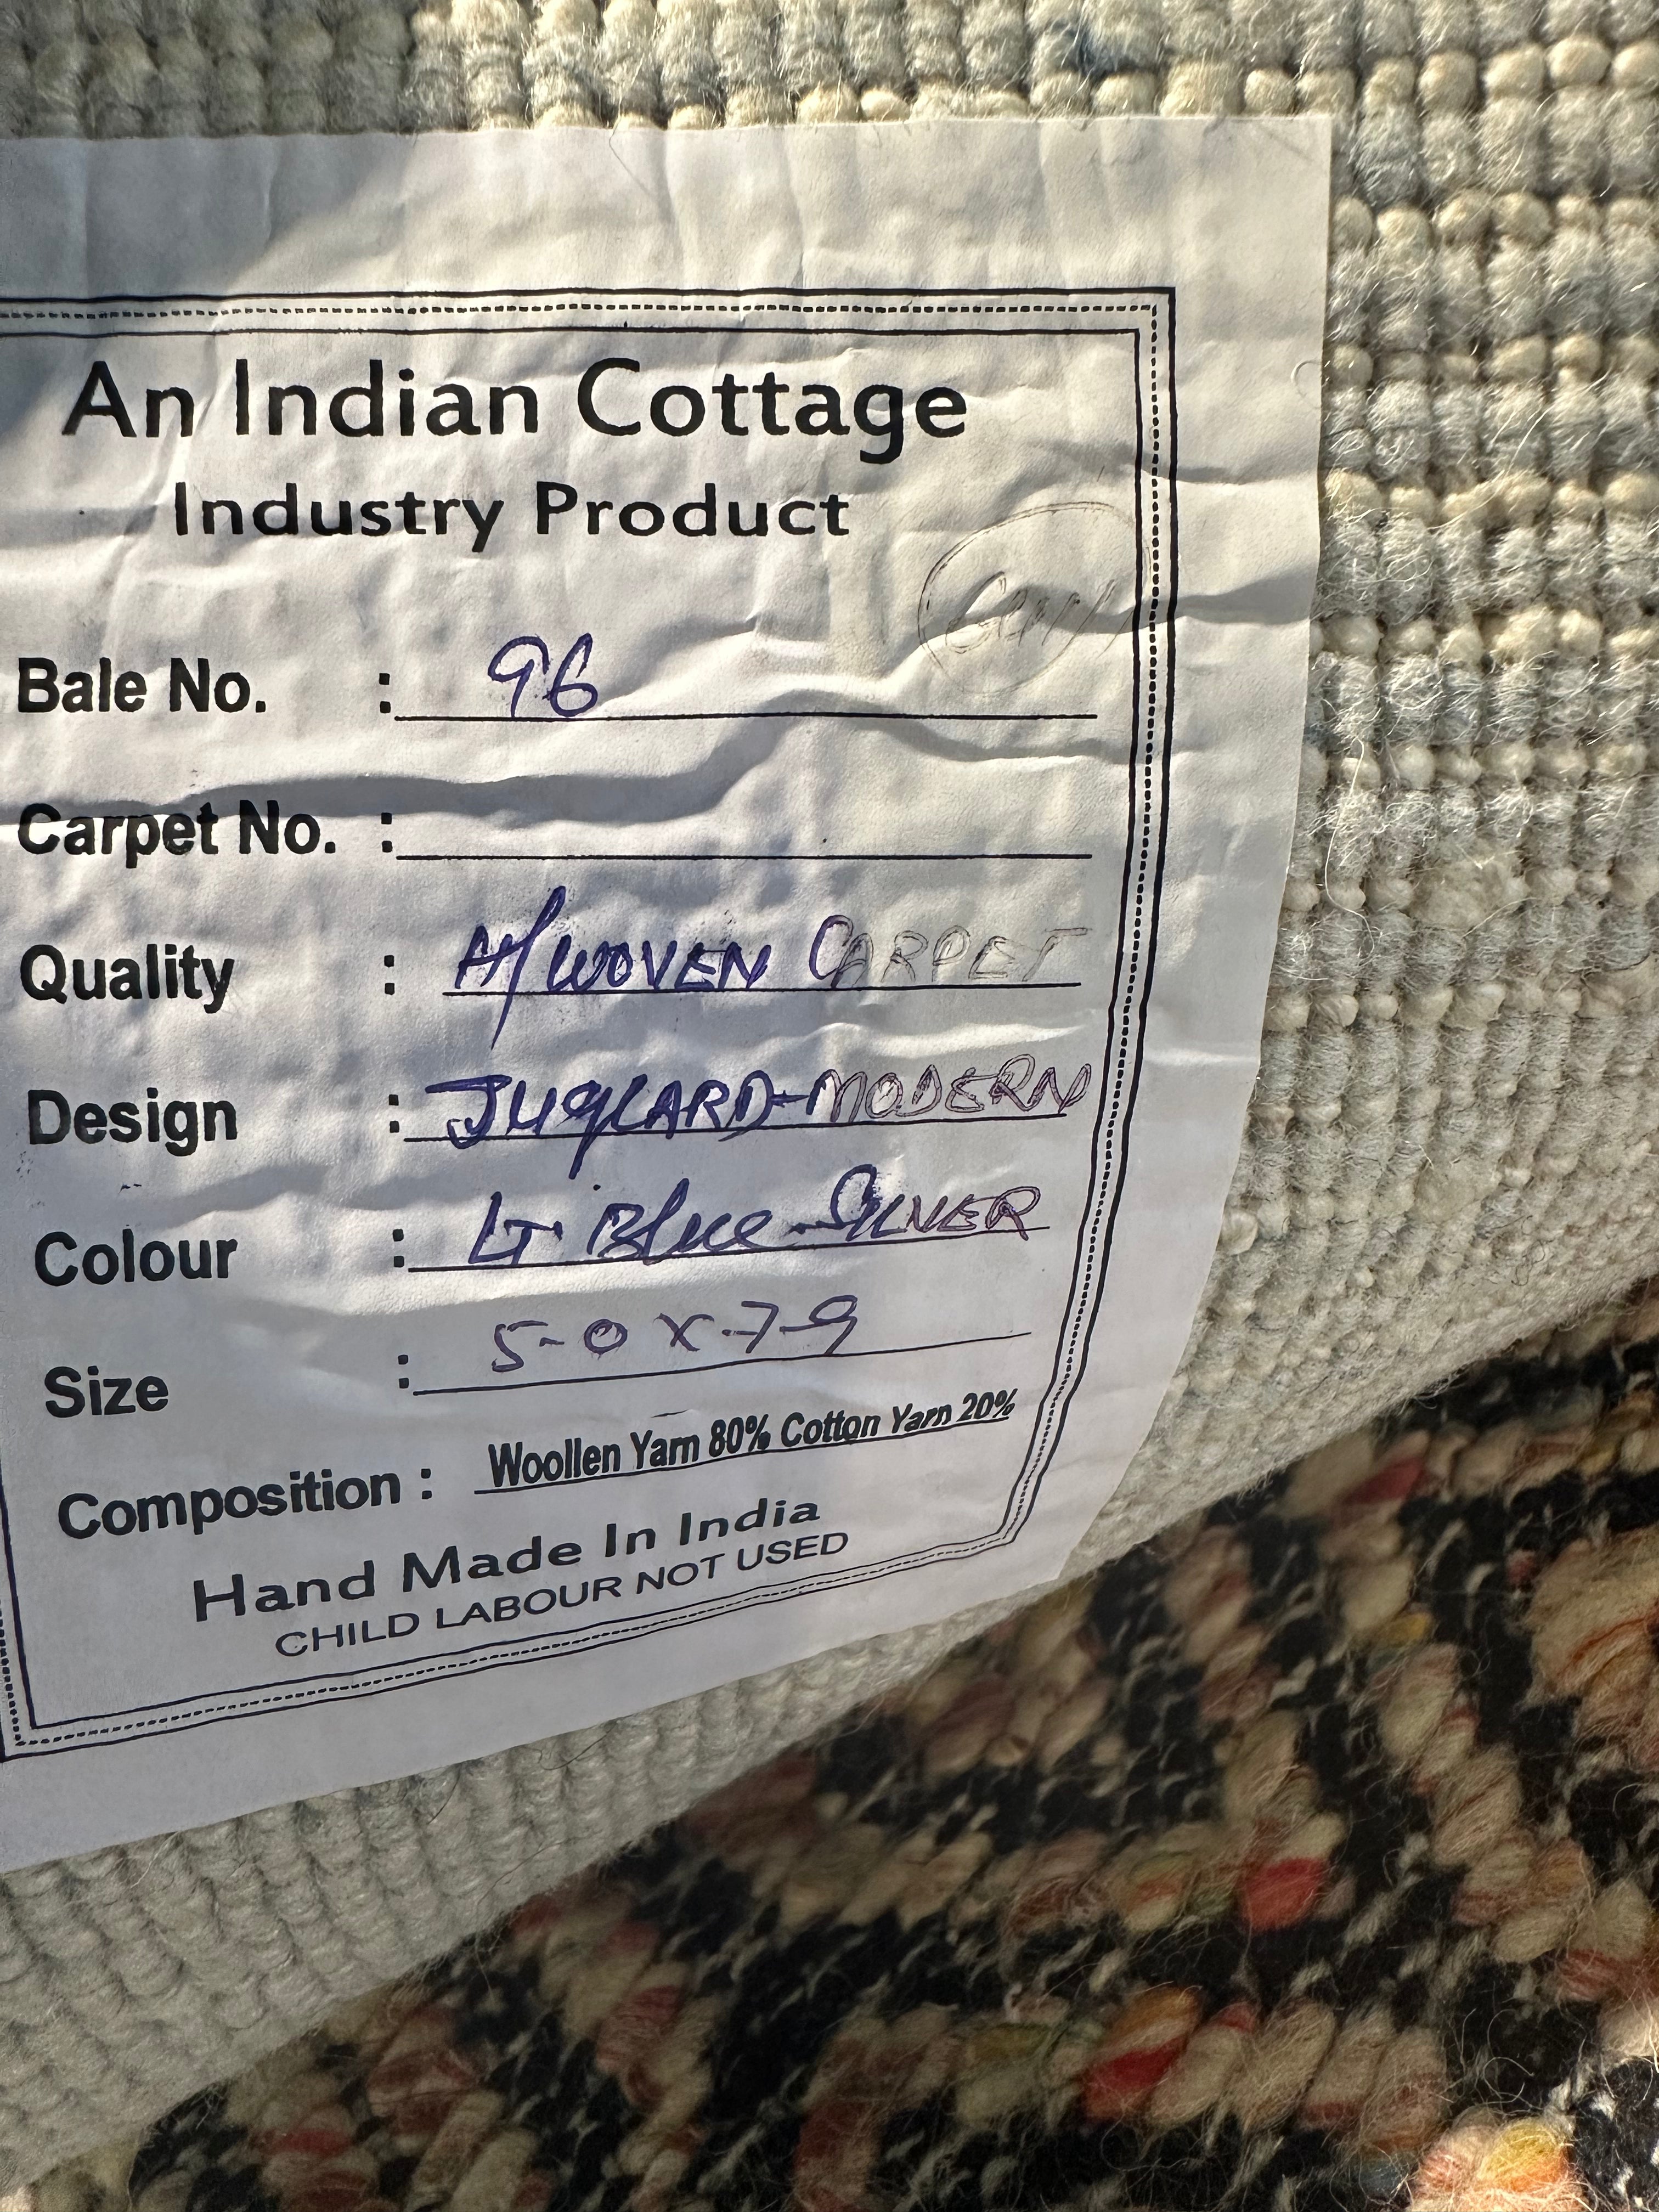 An Indian Cottage
Industry Product
Bale No. : 96
Carpet No. :
Quality : H/WOVEN CARPET
Design : JUQCARD-MODERN
Colour : LT. Blue-SILVER
Size : 5-0 X-7-9
Composition : Woollen Yarn 80% Cotton Yarn 20%
Hand Made In India
CHILD LABOUR NOT USED